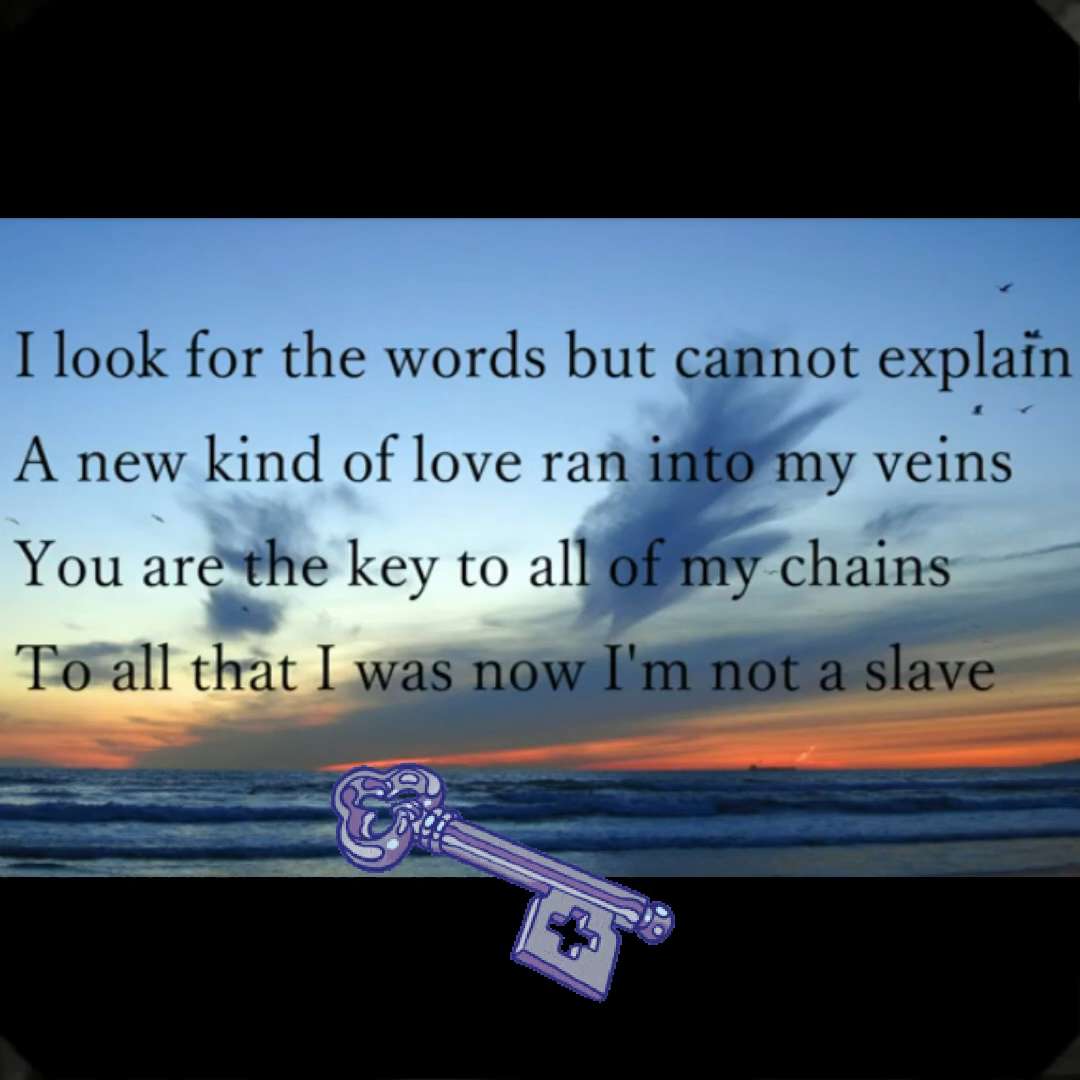 I look for the words but cannot explain
A new kind of love ran into my veins
You are the key to all of my chains
To all that I was now I'm not a slave